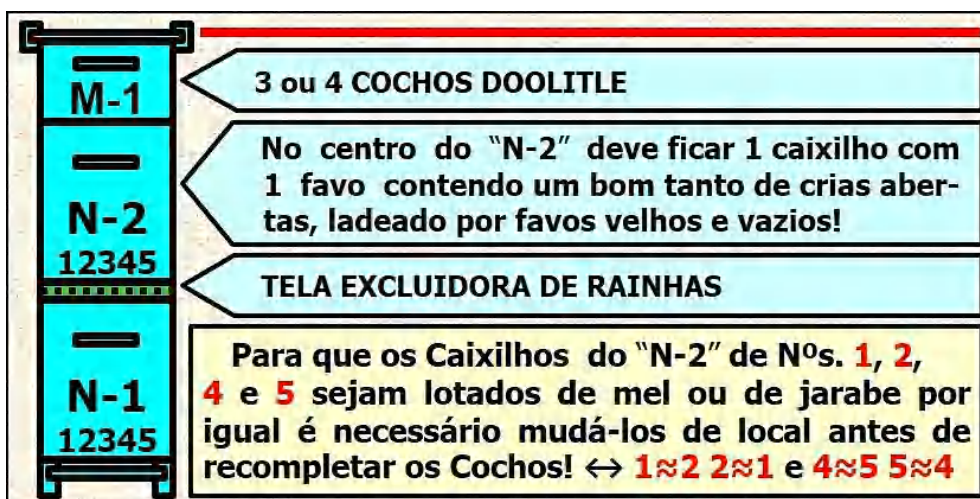 M-1
3 ou 4 COCHOS DOOLITLE
No centro do “N-2” deve ficar 1 caixilho com
1 favo contendo um bom tanto de crias aber-
tas, ladeado por favos velhos e vazios!
N-2
12345
TELA EXCLUIDORA DE RAINHAS
N-1
12345
Para que os Caixilhos do “N-2” de Nºs. 1, 2,
4 e 5 sejam lotados de mel ou de jarabe por
igual é necessário mudá-los de local antes de
recompletar os Cochos! ↔ 1≈2 2≈1 e 4≈5 5≈4